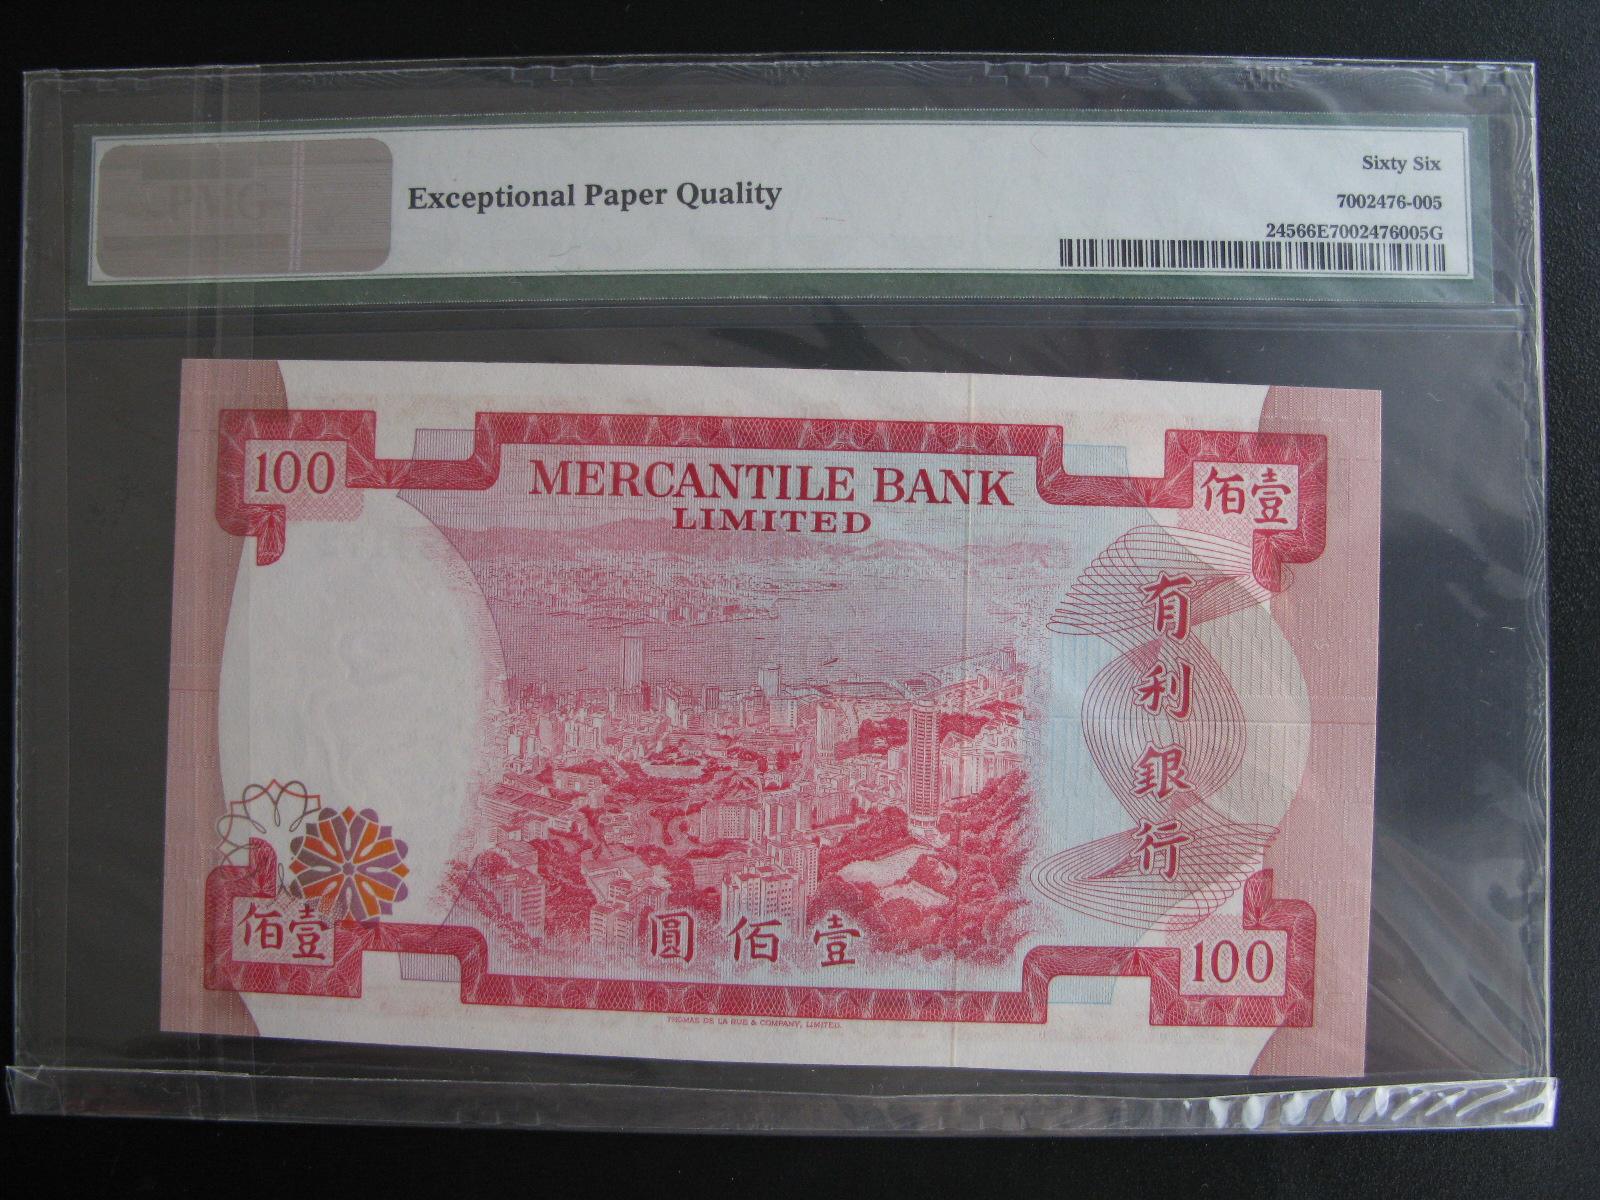 PMG
Exceptional Paper Quality
Sixty Six
7002476-005
24566E7002476005G
100
MERCANTILE BANK
LIMITED
佰壹
有
利
銀
行
佰壹
圓佰壹
100
THOMAS DE LA RUE & COMPANY, LIMITED.